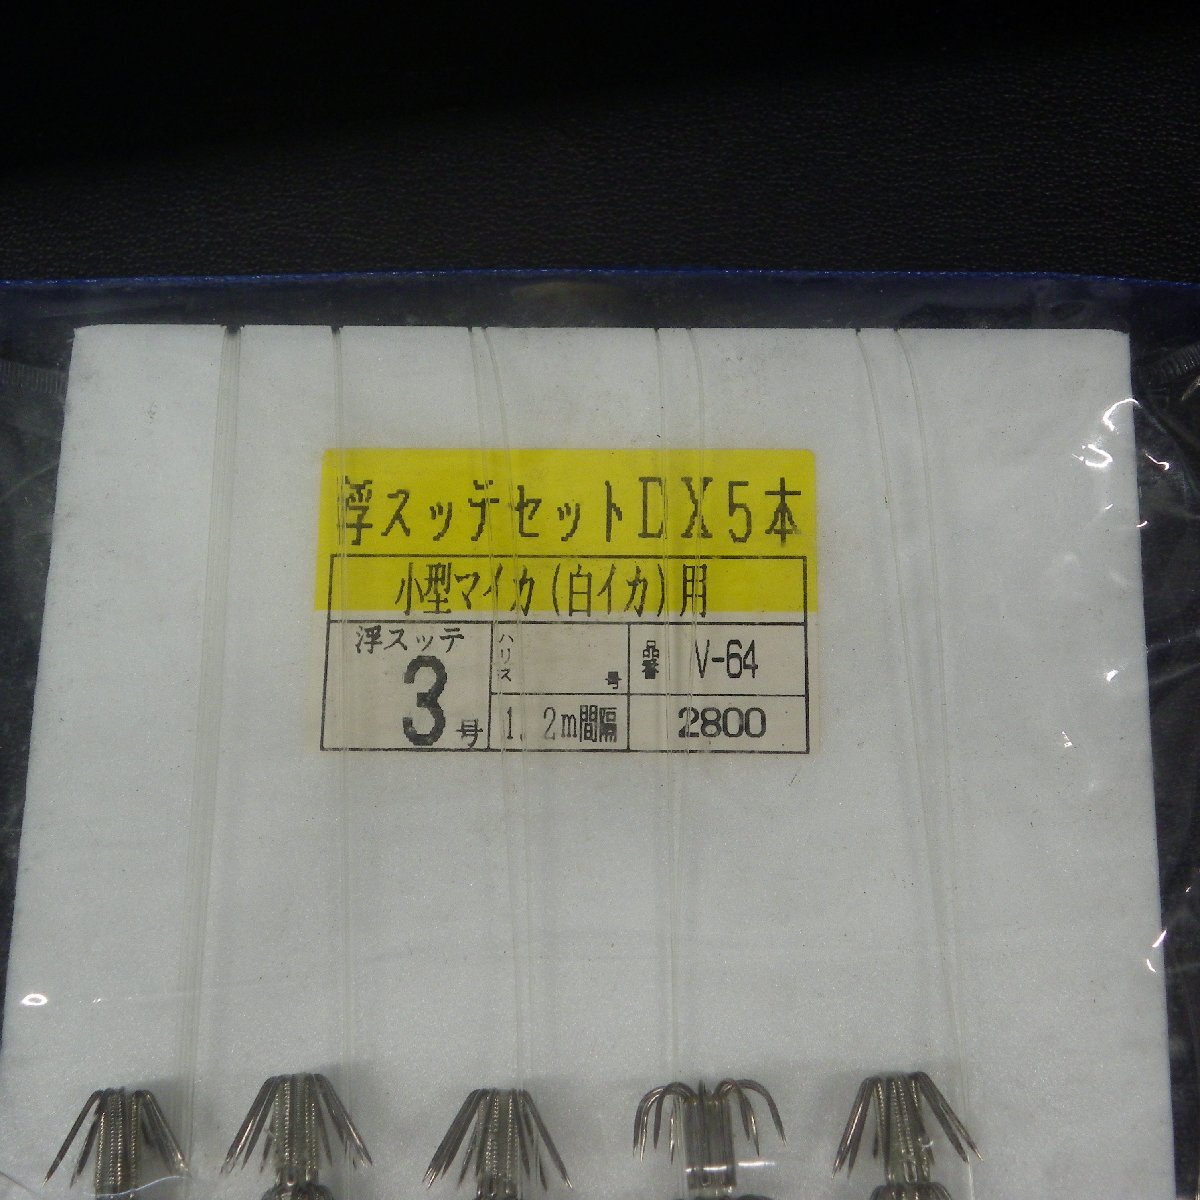 浮スッテセットDX5本
小型マイカ(白イカ)用
浮スッテ
3号
ハリス 号
1.2m間隔
品番 V-64
2800